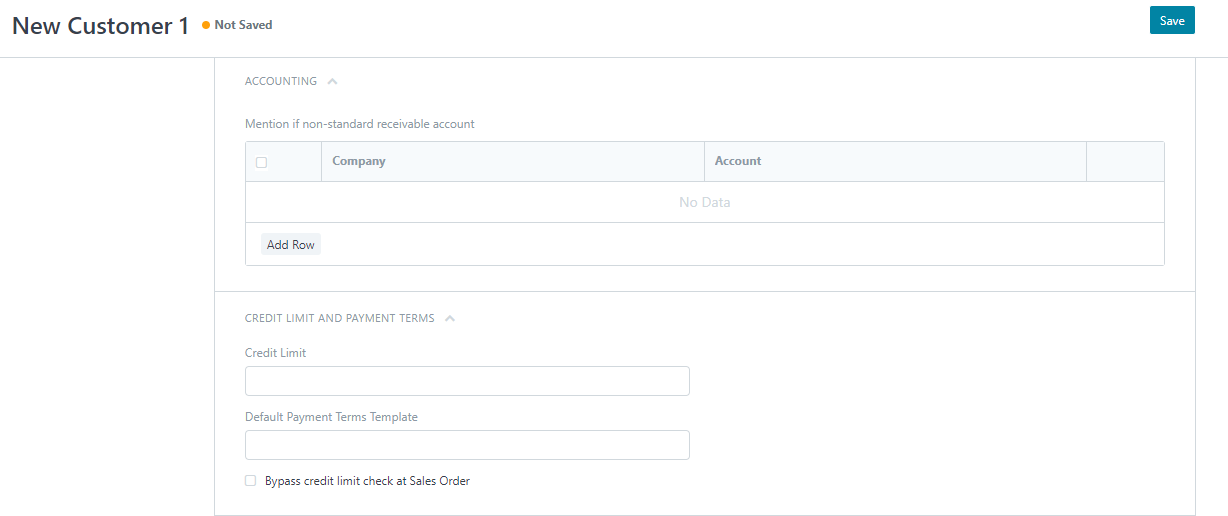 New Customer 1 Not Saved Save
ACCOUNTING
Mention if non-standard receivable account
Company Account
No Data
Add Row
CREDIT LIMIT AND PAYMENT TERMS
Credit Limit
Default Payment Terms Template
Bypass credit limit check at Sales Order